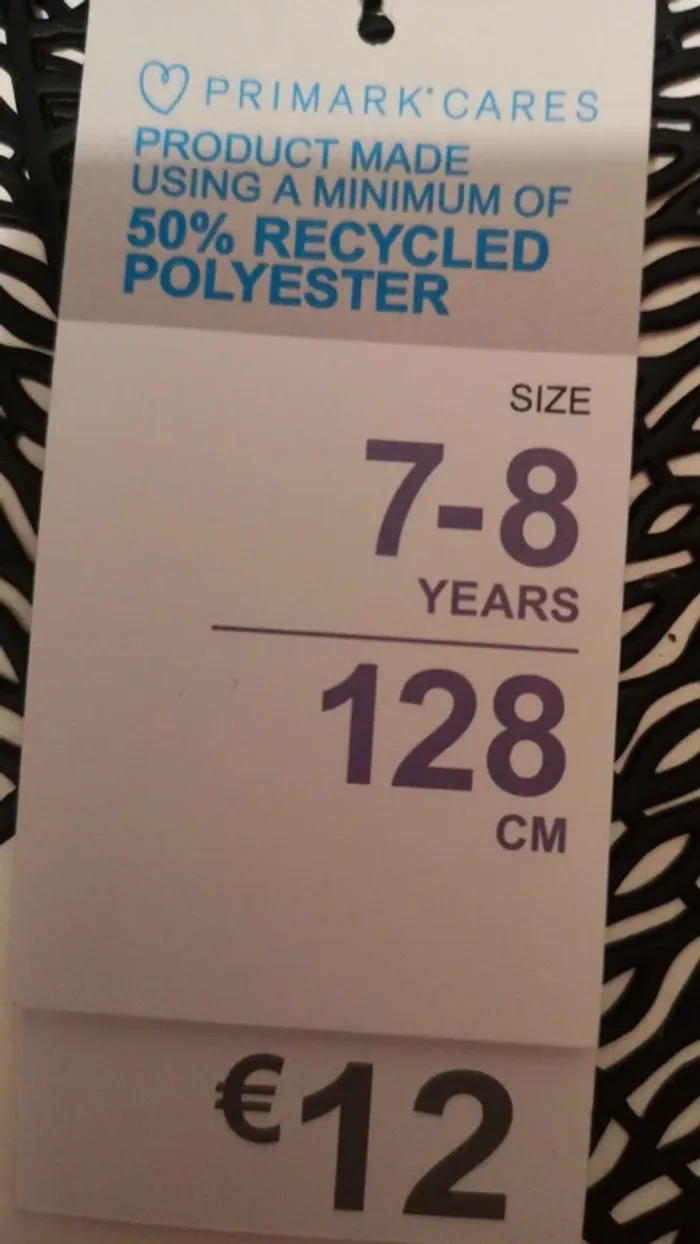 PRIMARK® CARES
PRODUCT MADE
USING A MINIMUM OF
50% RECYCLED
POLYESTER
SIZE
7-8
YEARS
128
CM
€12